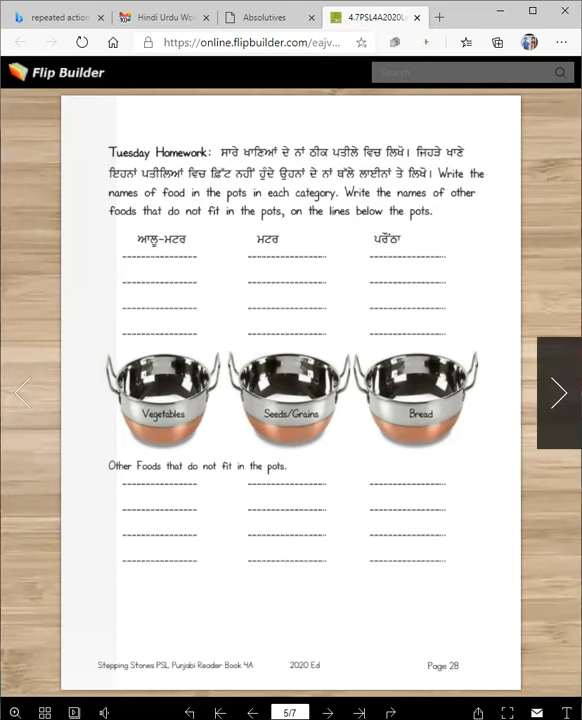 repeated action
Hindi Urdu Wo
Absolutives
4.7PSL4A2020L
https://online.flipbuilder.com/eajv...
Flip Builder
Search
Tuesday Homework: ਸਾਰੇ ਖਾਣਿਆਂ ਦੇ ਨਾਂ ਠੀਕ ਪਤੀਲੇ ਵਿਚ ਲਿਖੋ। ਜਿਹੜੇ ਖਾਣੇ
ਇਹਨਾਂ ਪਤੀਲਿਆਂ ਵਿਚ ਫ਼ਿੱਟ ਨਹੀਂ ਹੁੰਦੇ ਉਹਨਾਂ ਦੇ ਨਾਂ ਥੱਲੇ ਲਾਈਨਾਂ ਤੇ ਲਿਖੋ। Write the
names of food in the pots in each category. Write the names of other
foods that do not fit in the pots, on the lines below the pots.
ਆਲੂ-ਮਟਰ ਮਟਰ ਪਰੌਂਠਾ
Vegetables Seeds/Grains Bread
Other Foods that do not fit in the pots.
Stepping Stones PSL Punjabi Reader Book 4A 2020 Ed Page 28
5/7